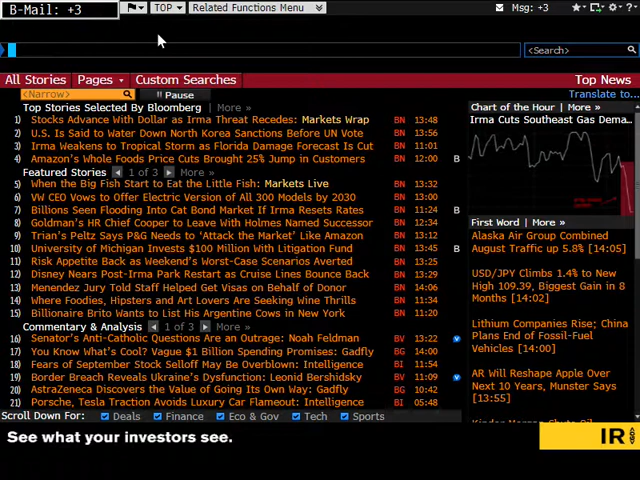 B-Mail: +3
TOP
Related Functions Menu
Msg: +3
<Search>
All Stories Pages Custom Searches Top News
<Narrow> Pause Translate to...
Top Stories Selected By Bloomberg | More »
1) Stocks Advance With Dollar as Irma Threat Recedes: Markets Wrap BN 13:48
2) U.S. Is Said to Water Down North Korea Sanctions Before UN Vote BN 13:56
3) Irma Weakens to Tropical Storm as Florida Damage Forecast Is Cut BN 11:01
4) Amazon's Whole Foods Price Cuts Brought 25% Jump in Customers BN 12:00 B
Featured Stories 1 of 3 More »
5) When the Big Fish Start to Eat the Little Fish: Markets Live BN 13:32
6) VW CEO Vows to Offer Electric Version of All 300 Models by 2030 BN 13:00
7) Billions Seen Flooding Into Cat Bond Market If Irma Resets Rates BN 11:24 B
8) Goldman's HR Chief Cooper to Leave With Holmes Named Successor BN 12:34
9) Trian's Peltz Says P&G Needs to 'Attack the Market' Like Amazon BN 13:12
10) University of Michigan Invests $100 Million With Litigation Fund BN 13:45 B
11) Risk Appetite Back as Weekend's Worst-Case Scenarios Averted BN 13:25
12) Disney Nears Post-Irma Park Restart as Cruise Lines Bounce Back BN 13:29
13) Menendez Jury Told Staff Helped Get Visas on Behalf of Donor BN 14:06
14) Where Foodies, Hipsters and Art Lovers Are Seeking Wine Thrills BN 11:34
15) Billionaire Brito Wants to List His Argentine Cows in New York BN 13:20
Commentary & Analysis 1 of 3 More »
16) Senator's Anti-Catholic Questions Are an Outrage: Noah Feldman BV 13:22
17) You Know What's Cool? Vague $1 Billion Spending Promises: Gadfly BG 14:00
18) Fears of September Stock Selloff May Be Overblown: Intelligence BI 11:54
19) Border Breach Reveals Ukraine's Dysfunction: Leonid Bershidsky BV 11:09
20) AstraZeneca Discovers the Value of Going Its Own Way: Gadfly BG 10:42
21) Porsche, Tesla Traction Avoids Luxury Car Flameout: Intelligence BI 05:48
Scroll Down For: Deals Finance Eco & Gov Tech Sports
Chart of the Hour | More »
Irma Cuts Southeast Gas Dema...
First Word | More »
Alaska Air Group Combined
August Traffic up 5.8% [14:05]
USD/JPY Climbs 1.4% to New
High 109.39, Biggest Gain in 8
Months [14:02]
Lithium Companies Rise; China
Plans End of Fossil-Fuel
Vehicles [14:00]
AR Will Reshape Apple Over
Next 10 Years, Munster Says
[13:55]
See what your investors see.
IR